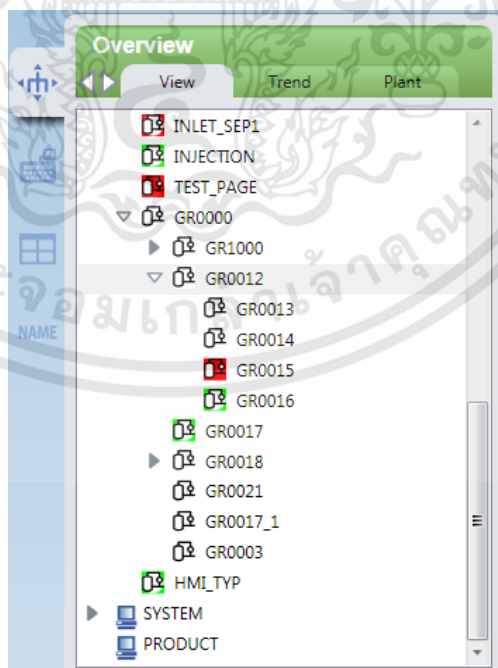 Overview
View Trend Plant
INLET_SEP1
INJECTION
TEST_PAGE
GR0000
GR1000
GR0012
GR0013
GR0014
GR0015
GR0016
GR0017
GR0018
GR0021
GR0017_1
GR0003
HMI_TYP
SYSTEM
PRODUCT
NAME